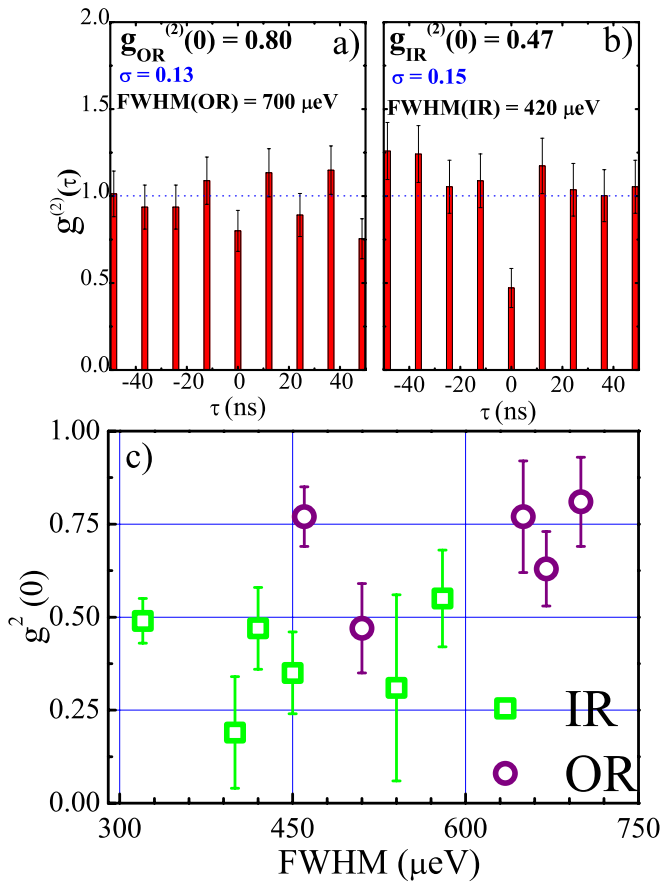 a)
g_OR^(2)(0) = 0.80
σ = 0.13
FWHM(OR) = 700 μeV
b)
g_IR^(2)(0) = 0.47
σ = 0.15
FWHM(IR) = 420 μeV
2.0
1.5
1.0
0.5
0.0
g^(2)(τ)
-40 -20 0 20 40
τ (ns)
-40 -20 0 20 40
τ (ns)
c)
1.00
0.75
0.50
0.25
0.00
g^2(0)
IR
OR
300 450 600 750
FWHM (μeV)